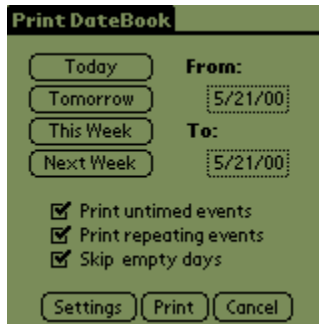 Print DateBook
Today From:
Tomorrow 5/21/00
This Week To:
Next Week 5/21/00
Print untimed events
Print repeating events
Skip empty days
Settings Print Cancel